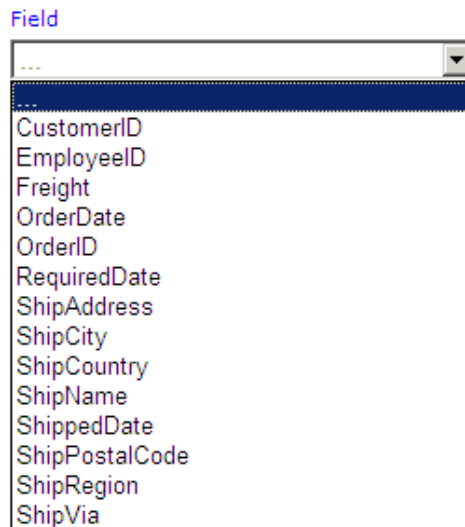 Field
...
...
CustomerID
EmployeeID
Freight
OrderDate
OrderID
RequiredDate
ShipAddress
ShipCity
ShipCountry
ShipName
ShippedDate
ShipPostalCode
ShipRegion
ShipVia